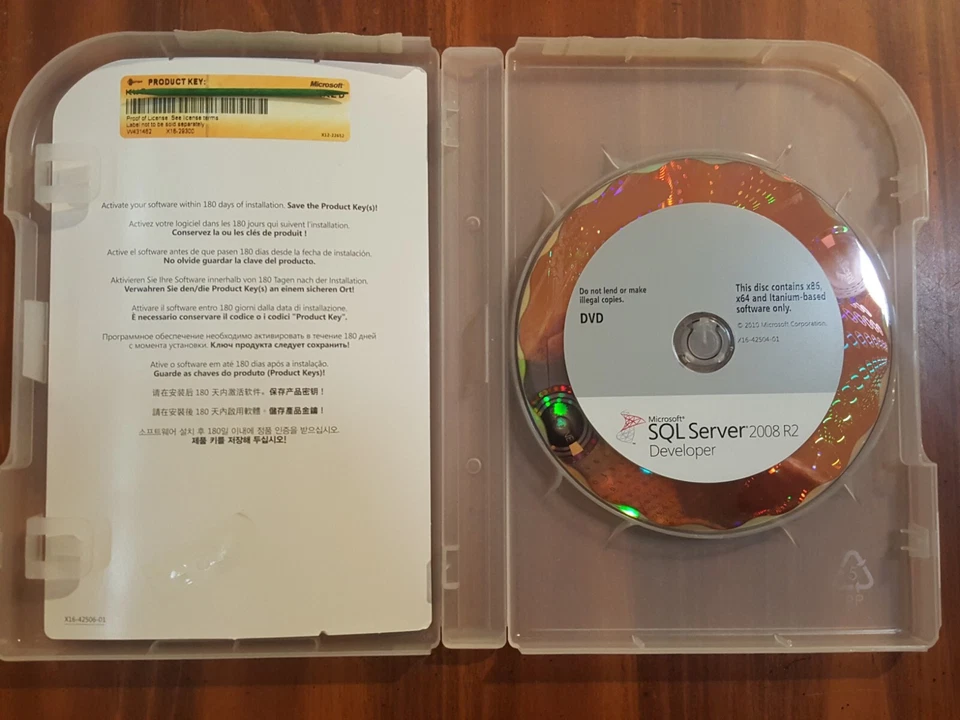 PRODUCT KEY:
Microsoft
Proof of License See license terms
Label not to be sold separately
W431482 X16-29300
X12-23652
Activate your software within 180 days of installation. Save the Product Key(s)!
Activez votre logiciel dans les 180 jours qui suivent l'installation.
Conservez la ou les clés de produit !
Active el software antes de que pasen 180 días desde la fecha de instalación.
No olvide guardar la clave del producto.
Aktivieren Sie Ihre Software innerhalb von 180 Tagen nach der Installation.
Verwahren Sie den/die Product Key(s) an einem sicheren Ort!
Attivare il software entro 180 giorni dalla data di installazione.
È necessario conservare il codice o i codici "Product Key".
Программное обеспечение необходимо активировать в течение 180 дней
с момента установки. Ключ продукта следует сохранить!
Ative o software em até 180 dias após a instalação.
Guarde as chaves do produto (Product Keys)!
请在安装后 180 天内激活软件。保存产品密钥！
請在安裝後 180 天內啟用軟體。儲存產品金鑰！
소프트웨어 설치 후 180일 이내에 정품 인증을 받으십시오.
제품 키를 저장해 두십시오!
X16-42506-01
Do not lend or make
illegal copies.
DVD
This disc contains x86,
x64 and Itanium-based
software only.
© 2010 Microsoft Corporation.
X16-42504-01
Microsoft®
SQL Server® 2008 R2
Developer